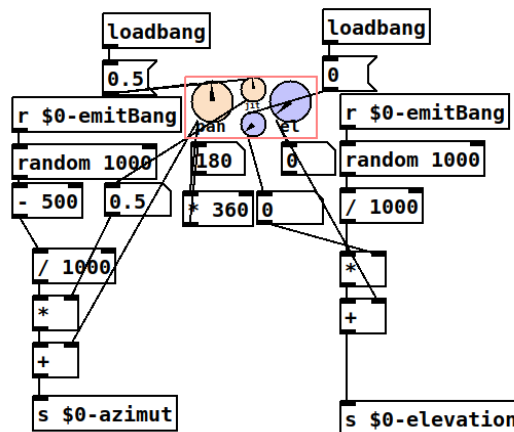 loadbang
loadbang
0.5
0
jit
pan
el
r $0-emitBang
r $0-emitBang
random 1000
180
0
random 1000
- 500
0.5
* 360
0
/ 1000
/ 1000
*
*
+
+
s $0-azimut
s $0-elevation